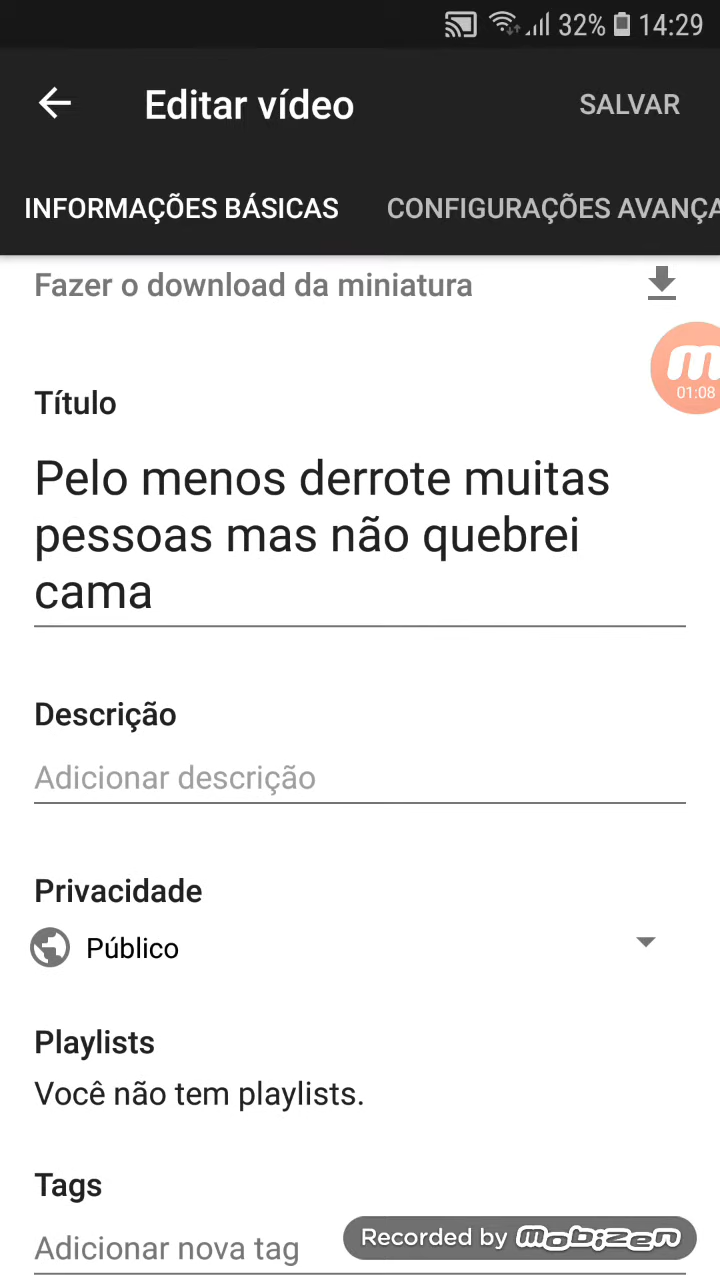 32% 14:29
Editar vídeo SALVAR
INFORMAÇÕES BÁSICAS CONFIGURAÇÕES AVANÇA
Fazer o download da miniatura
01:08
Título
Pelo menos derrote muitas
pessoas mas não quebrei
cama
Descrição
Adicionar descrição
Privacidade
Público
Playlists
Você não tem playlists.
Tags
Adicionar nova tag
Recorded by mobizen